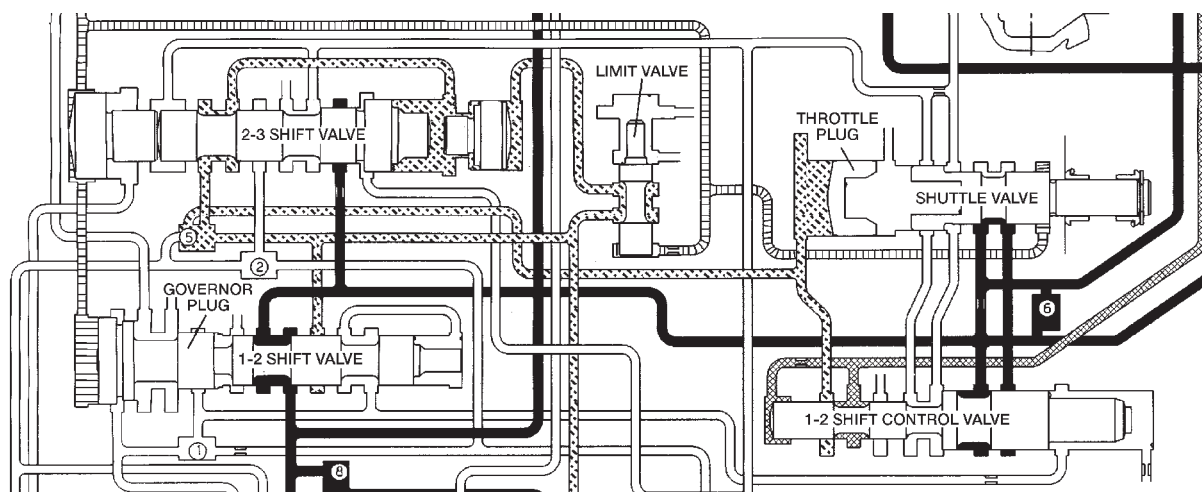 LIMIT VALVE
THROTTLE
PLUG
2-3 SHIFT VALVE
SHUTTLE VALVE
5
2
GOVERNOR
PLUG
6
1-2 SHIFT VALVE
1-2 SHIFT CONTROL VALVE
1
8